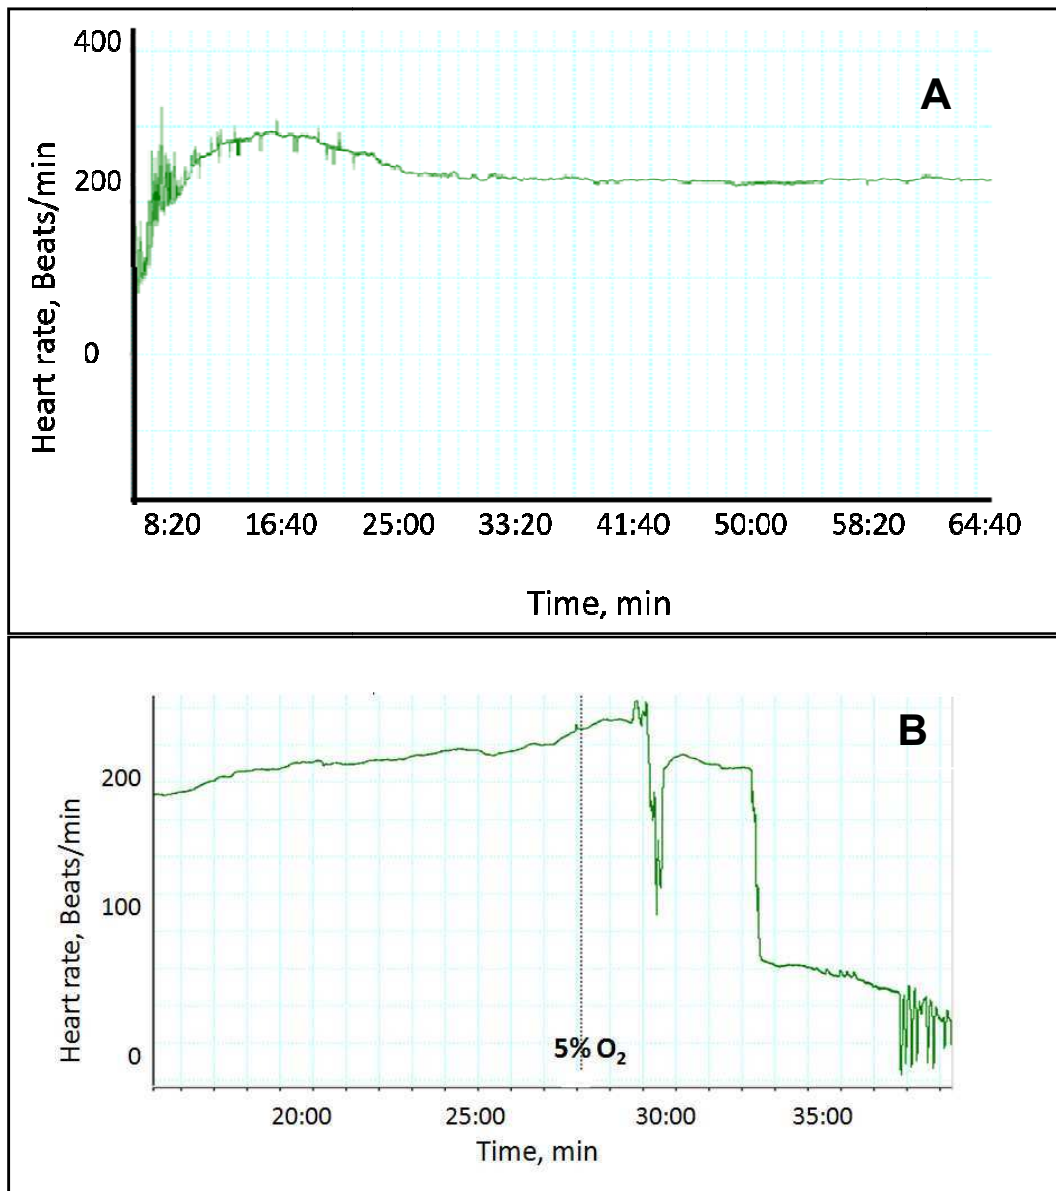 A
400
200
0
Heart rate, Beats/min
8:20 16:40 25:00 33:20 41:40 50:00 58:20 64:40
Time, min
B
200
100
0
Heart rate, Beats/min
5% O₂
20:00 25:00 30:00 35:00
Time, min